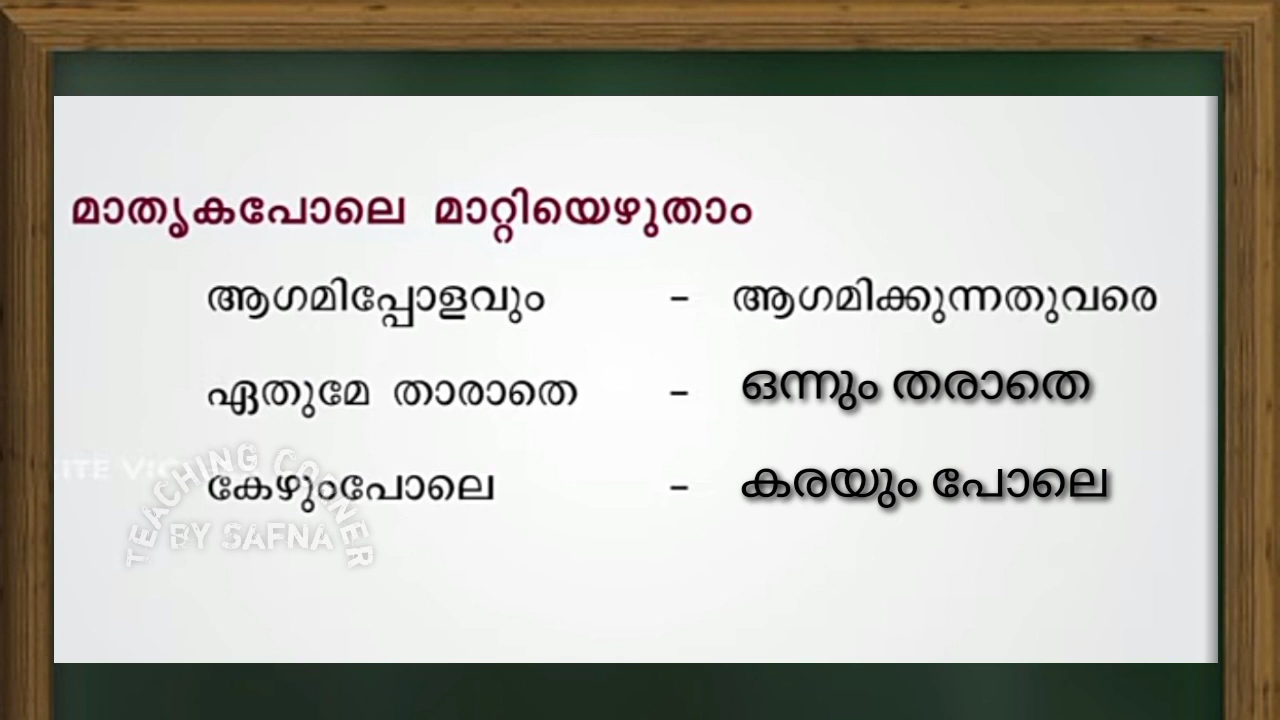 മാതൃകപോലെ മാറ്റിയെഴുതാം
ആഗമിപ്പോളവും – ആഗമിക്കുന്നതുവരെ
ഏതുമേ താരാതെ – ഒന്നും തരാതെ
കേഴുംപോലെ – കരയും പോലെ
TEACHING CORNER
BY SAFNA